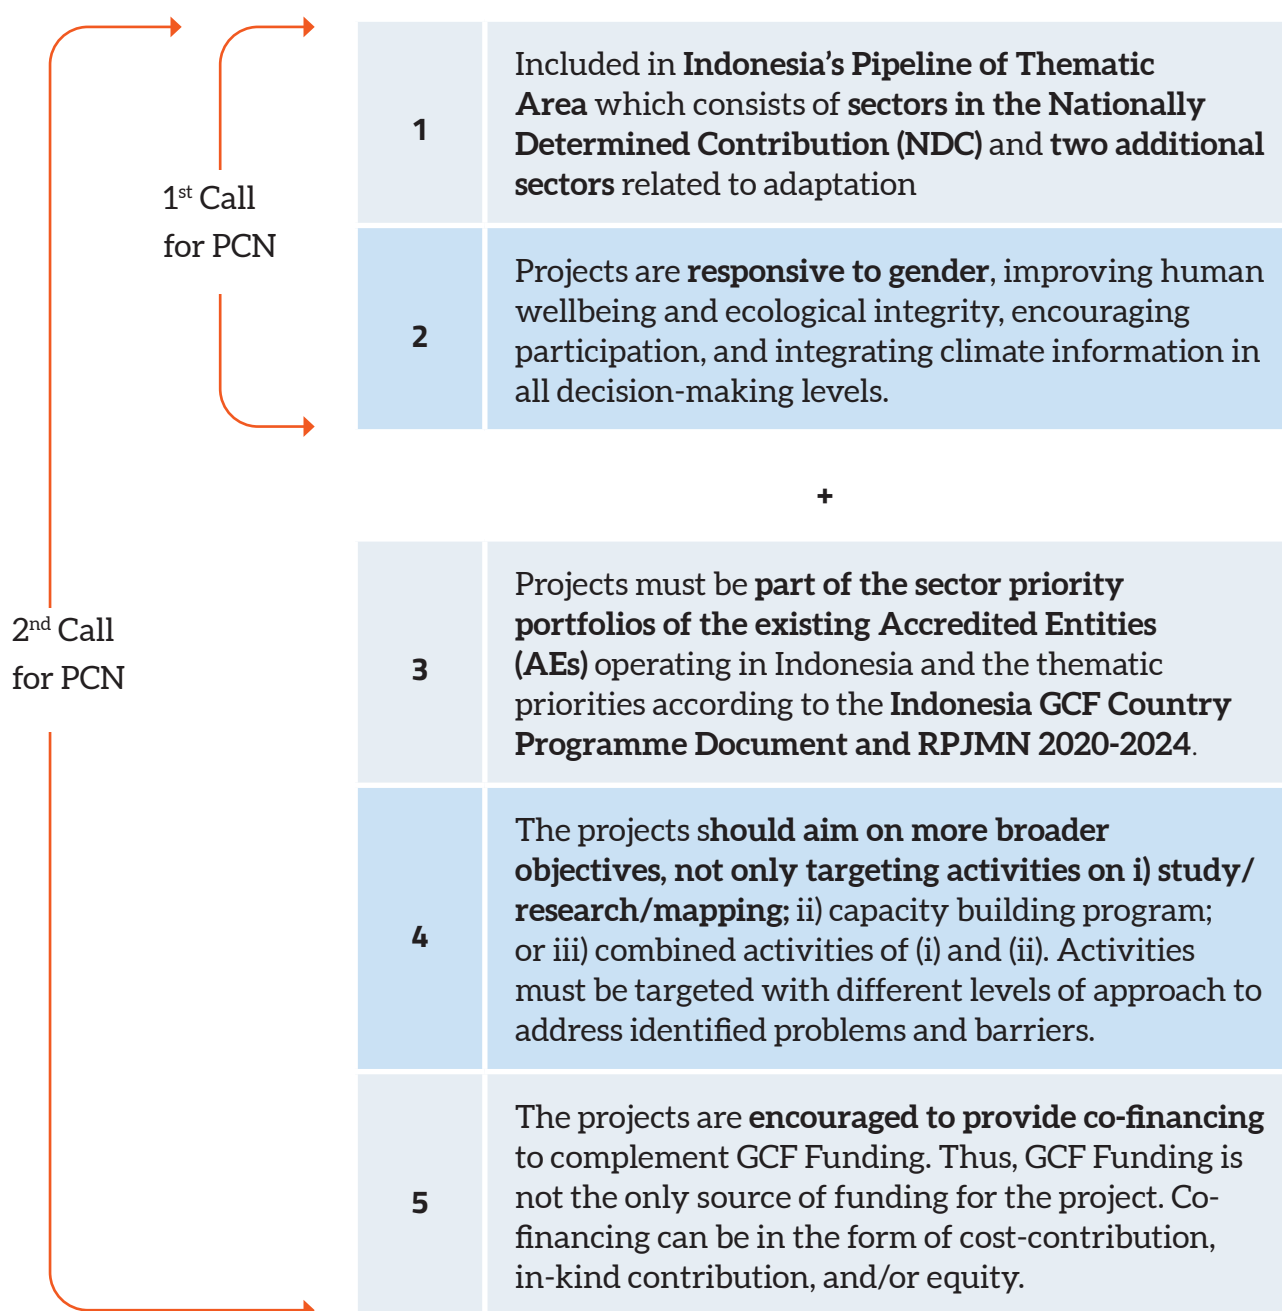 1st Call
for PCN
2nd Call
for PCN
1
Included in Indonesia’s Pipeline of Thematic
Area which consists of sectors in the Nationally
Determined Contribution (NDC) and two additional
sectors related to adaptation
2
Projects are responsive to gender, improving human
wellbeing and ecological integrity, encouraging
participation, and integrating climate information in
all decision-making levels.
+
3
Projects must be part of the sector priority
portfolios of the existing Accredited Entities
(AEs) operating in Indonesia and the thematic
priorities according to the Indonesia GCF Country
Programme Document and RPJMN 2020-2024.
4
The projects should aim on more broader
objectives, not only targeting activities on i) study/
research/mapping; ii) capacity building program;
or iii) combined activities of (i) and (ii). Activities
must be targeted with different levels of approach to
address identified problems and barriers.
5
The projects are encouraged to provide co-financing
to complement GCF Funding. Thus, GCF Funding is
not the only source of funding for the project. Co-
financing can be in the form of cost-contribution,
in-kind contribution, and/or equity.